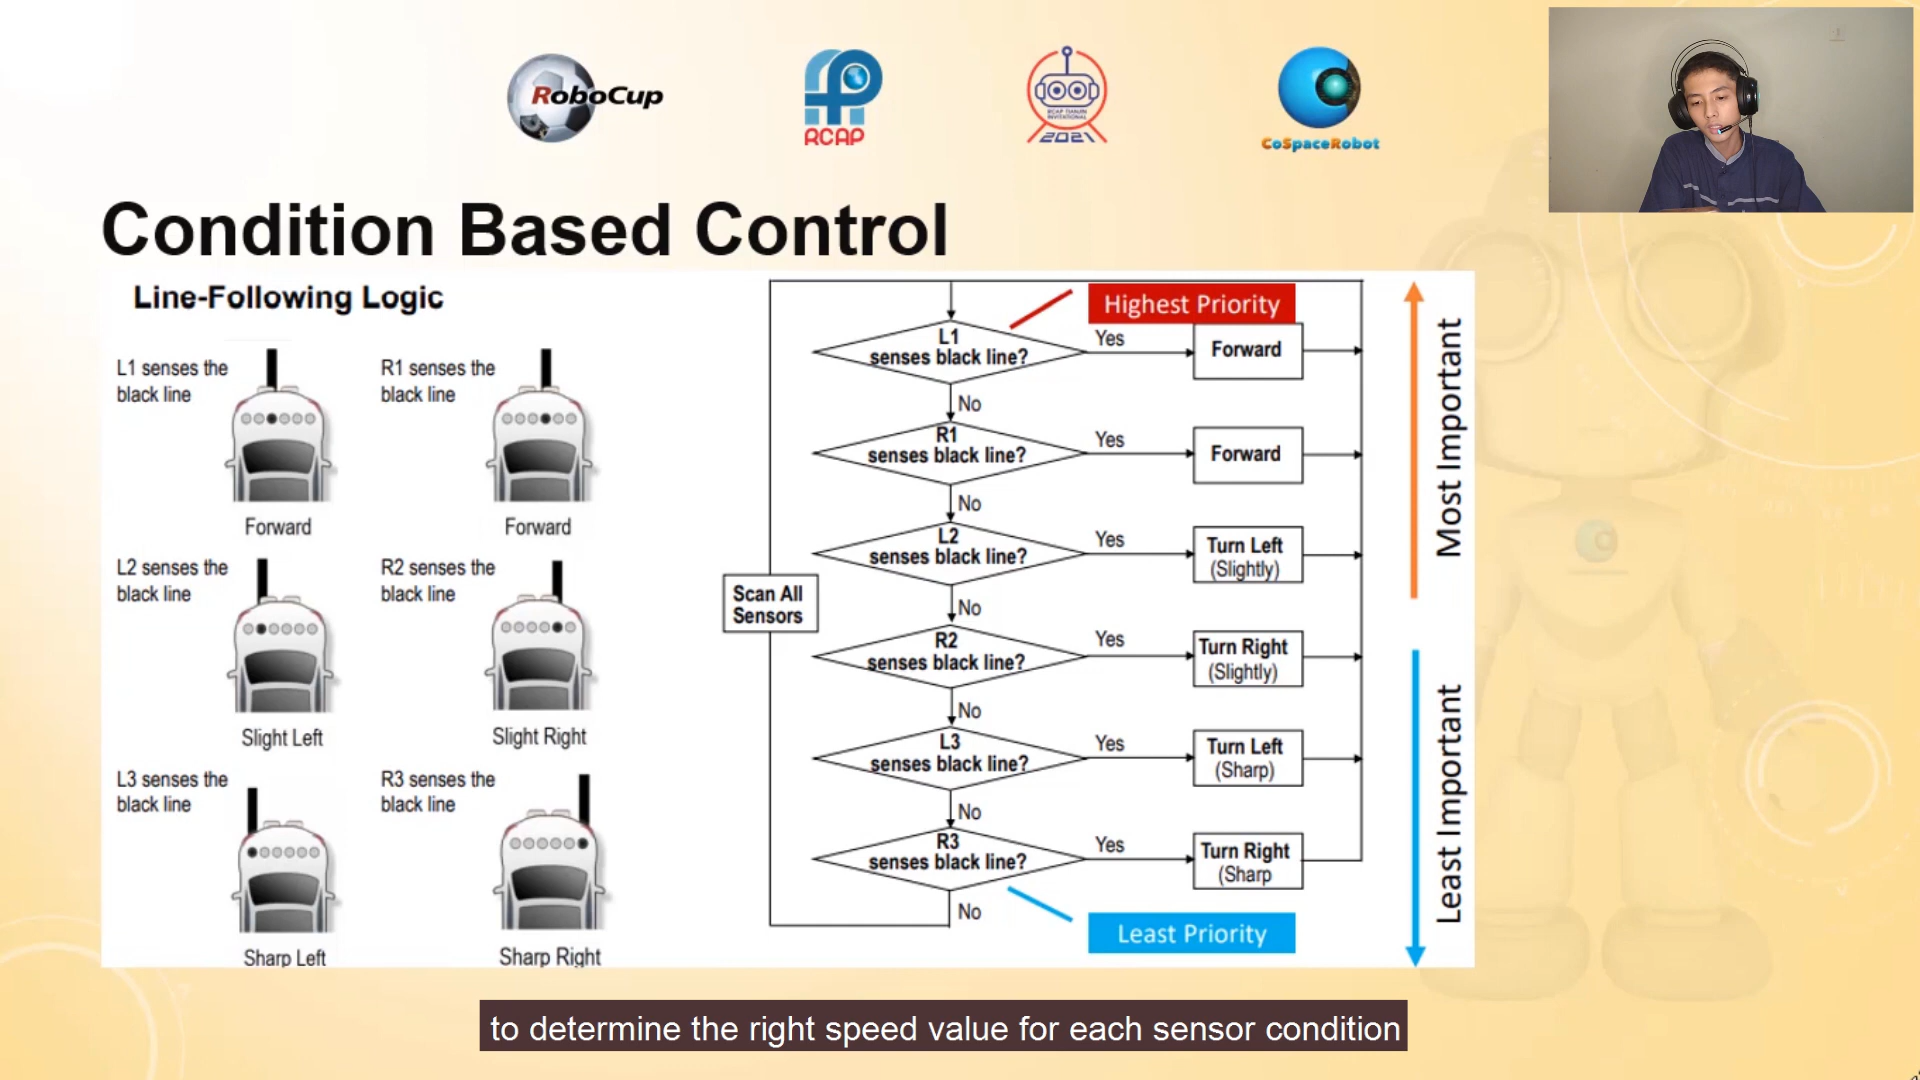 RoboCup
RCAP
RCAP TIANJIN
INVITATIONAL
2021
CoSpaceRobot
Condition Based Control
Line-Following Logic
L1 senses the
black line
Forward
R1 senses the
black line
Forward
L2 senses the
black line
Slight Left
R2 senses the
black line
Slight Right
L3 senses the
black line
Sharp Left
R3 senses the
black line
Sharp Right
Scan All
Sensors
Highest Priority
L1
senses black line?
Yes
Forward
No
R1
senses black line?
Yes
Forward
No
L2
senses black line?
Yes
Turn Left
(Slightly)
No
R2
senses black line?
Yes
Turn Right
(Slightly)
No
L3
senses black line?
Yes
Turn Left
(Sharp)
No
R3
senses black line?
Yes
Turn Right
(Sharp
No
Least Priority
Most Important
Least Important
to determine the right speed value for each sensor condition